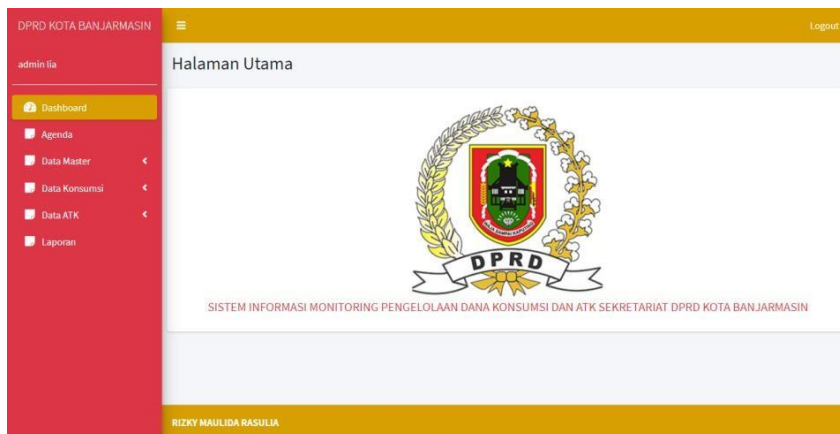 DPRD KOTA BANJARMASIN
Logout
admin lia
Halaman Utama
Dashboard
Agenda
Data Master
Data Konsumsi
Data ATK
Laporan
DPRD
SISTEM INFORMASI MONITORING PENGELOLAAN DANA KONSUMSI DAN ATK SEKRETARIAT DPRD KOTA BANJARMASIN
RIZKY MAULIDA RASULIA